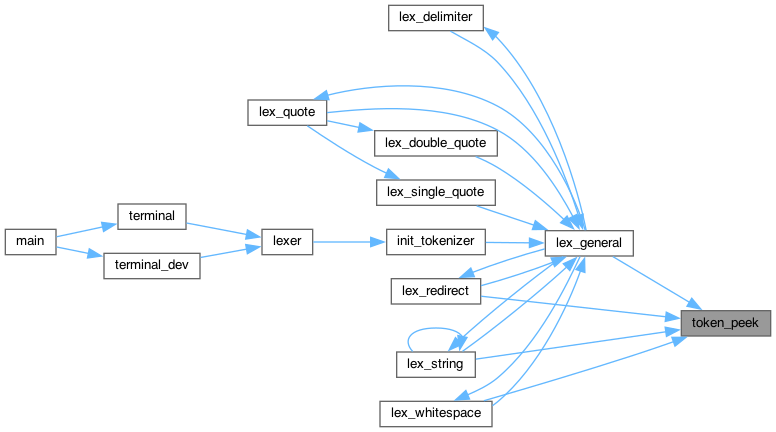 lex_delimiter
lex_quote
lex_double_quote
lex_single_quote
terminal
main
lexer
init_tokenizer
lex_general
terminal_dev
lex_redirect
token_peek
lex_string
lex_whitespace